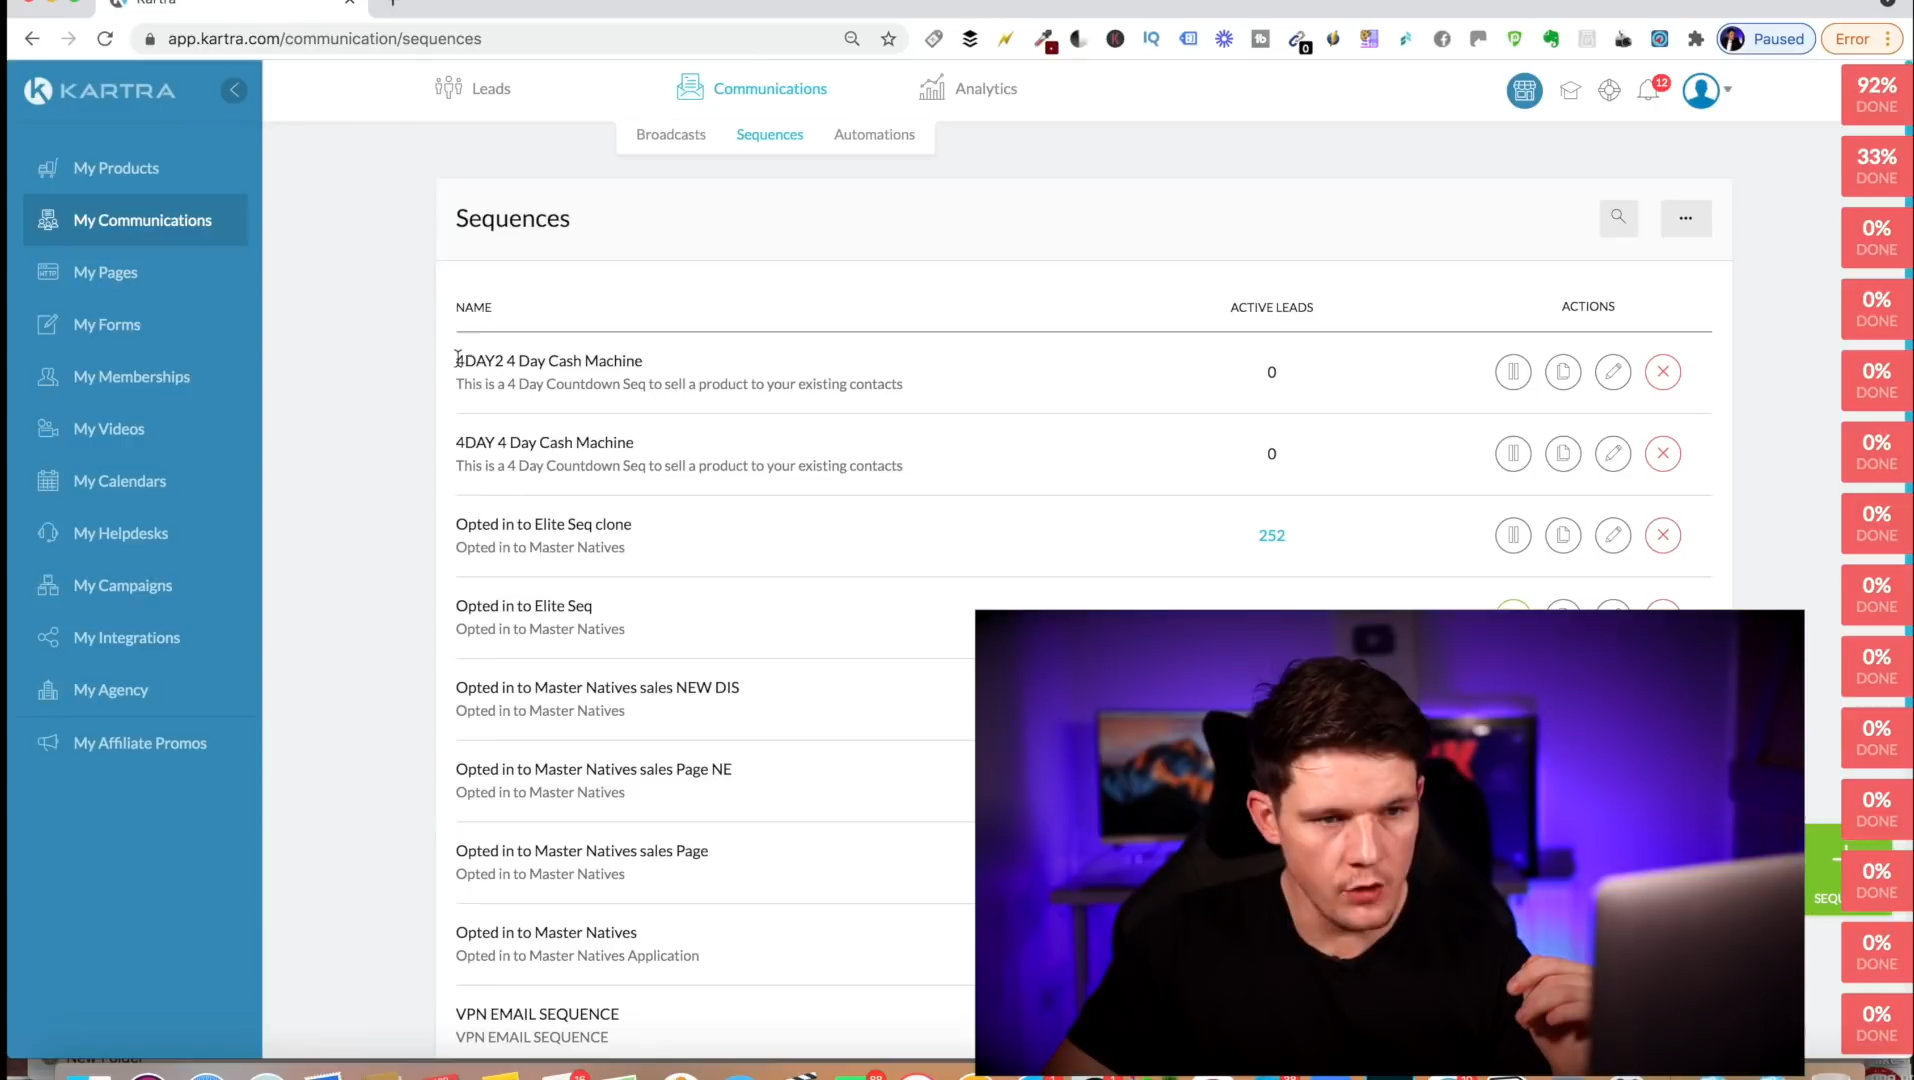 Kartra
app.kartra.com/communication/sequences
Paused
Error
KARTRA
Leads
Communications
Analytics
12
Broadcasts
Sequences
Automations
My Products
My Communications
My Pages
My Forms
My Memberships
My Videos
My Calendars
My Helpdesks
My Campaigns
My Integrations
My Agency
My Affiliate Promos
Sequences
NAME
ACTIVE LEADS
ACTIONS
4DAY2 4 Day Cash Machine
This is a 4 Day Countdown Seq to sell a product to your existing contacts
0
4DAY 4 Day Cash Machine
This is a 4 Day Countdown Seq to sell a product to your existing contacts
0
Opted in to Elite Seq clone
Opted in to Master Natives
252
Opted in to Elite Seq
Opted in to Master Natives
Opted in to Master Natives sales NEW DIS
Opted in to Master Natives
Opted in to Master Natives sales Page NE
Opted in to Master Natives
Opted in to Master Natives sales Page
Opted in to Master Natives
Opted in to Master Natives
Opted in to Master Natives Application
VPN EMAIL SEQUENCE
VPN EMAIL SEQUENCE
92%
DONE
33%
DONE
0%
DONE
0%
DONE
0%
DONE
0%
DONE
0%
DONE
0%
DONE
0%
DONE
0%
DONE
0%
DONE
0%
DONE
0%
DONE
0%
DONE
SEQU
New Folder